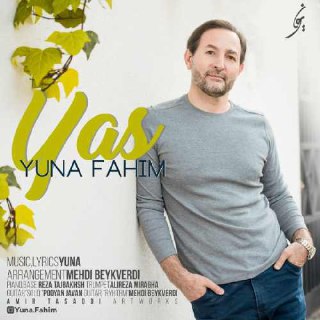 Yas
YUNA FAHIM
MUSIC.LYRICS YUNA
ARRANGEMENT MEHDI BEYKVERDI
PIANO.BASE REZA TAJBAKHSH TRUMPET ALIREZA MIRAGHA
GUITAR SOLO POOYAN JAVAN GUITAR RHYTHM MEHDI BEYKVERDI
AMIR TASADDI ARTWORKS
Yuna.Fahim